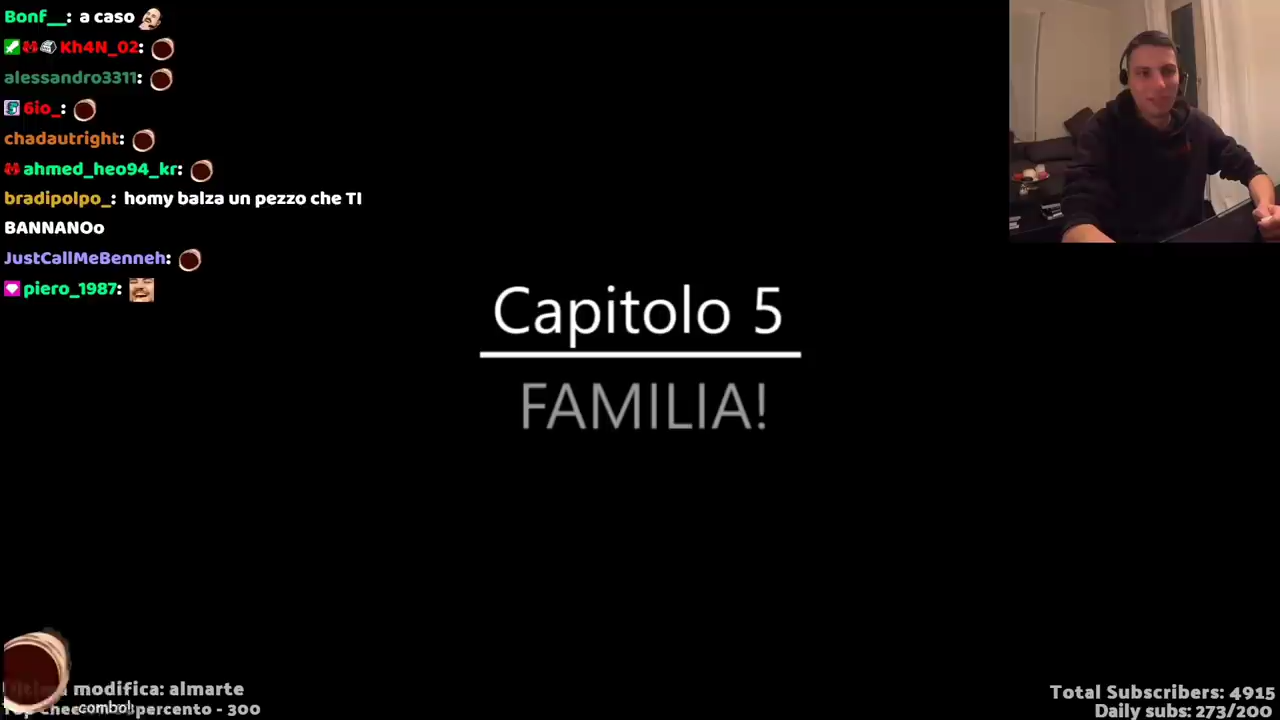 Bonf__: a caso
Kh4N_02:
alessandro3311:
6io_:
chadautright:
ahmed_heo94_kr:
bradipolpo_: homy balza un pezzo che TI
BANNANOo
JustCallMeBenneh:
piero_1987:
Capitolo 5
FAMILIA!
modifica: almarte
combo!
percento - 300
Total Subscribers: 4915
Daily subs: 273/200